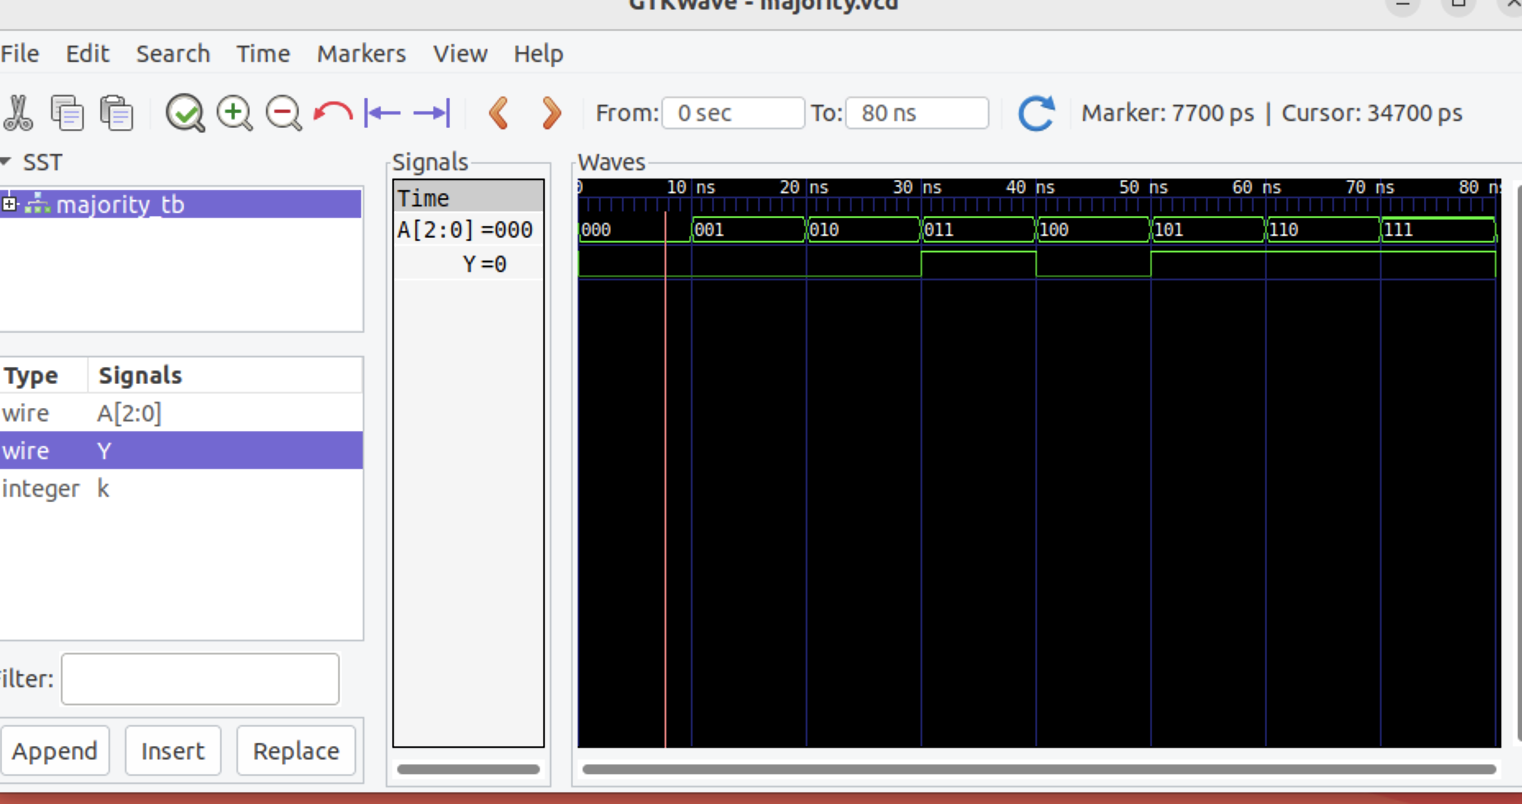 GTKWave - majority.vcd
File Edit Search Time Markers View Help
From: 0 sec To: 80 ns Marker: 7700 ps | Cursor: 34700 ps
SST
majority_tb
Type Signals
wire A[2:0]
wire Y
integer k
Filter:
Append Insert Replace
Signals
Time
A[2:0] =000
Y =0
Waves
0 10 ns 20 ns 30 ns 40 ns 50 ns 60 ns 70 ns 80 ns
000 001 010 011 100 101 110 111